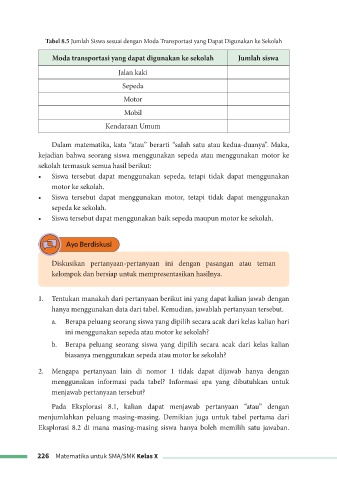 Tabel 8.5 Jumlah Siswa sesuai dengan Moda Transportasi yang Dapat Digunakan ke Sekolah
Moda transportasi yang dapat digunakan ke sekolah Jumlah siswa
Jalan kaki
Sepeda
Motor
Mobil
Kendaraan Umum
Dalam matematika, kata "atau" berarti "salah satu atau kedua-duanya". Maka,
kejadian bahwa seorang siswa menggunakan sepeda atau menggunakan motor ke
sekolah termasuk semua hasil berikut:
• Siswa tersebut dapat menggunakan sepeda, tetapi tidak dapat menggunakan
motor ke sekolah.
• Siswa tersebut dapat menggunakan motor, tetapi tidak dapat menggunakan
sepeda ke sekolah.
• Siswa tersebut dapat menggunakan baik sepeda maupun motor ke sekolah.
Ayo Berdiskusi
Diskusikan pertanyaan-pertanyaan ini dengan pasangan atau teman
kelompok dan bersiap untuk mempresentasikan hasilnya.
1. Tentukan manakah dari pertanyaan berikut ini yang dapat kalian jawab dengan
hanya menggunakan data dari tabel. Kemudian, jawablah pertanyaan tersebut.
a. Berapa peluang seorang siswa yang dipilih secara acak dari kelas kalian hari
ini menggunakan sepeda atau motor ke sekolah?
b. Berapa peluang seorang siswa yang dipilih secara acak dari kelas kalian
biasanya menggunakan sepeda atau motor ke sekolah?
2. Mengapa pertanyaan lain di nomor 1 tidak dapat dijawab hanya dengan
menggunakan informasi pada tabel? Informasi apa yang dibutuhkan untuk
menjawab pertanyaan tersebut?
Pada Eksplorasi 8.1, kalian dapat menjawab pertanyaan "atau" dengan
menjumlahkan peluang masing-masing. Demikian juga untuk tabel pertama dari
Eksplorasi 8.2 di mana masing-masing siswa hanya boleh memilih satu jawaban.
226 Matematika untuk SMA/SMK Kelas X